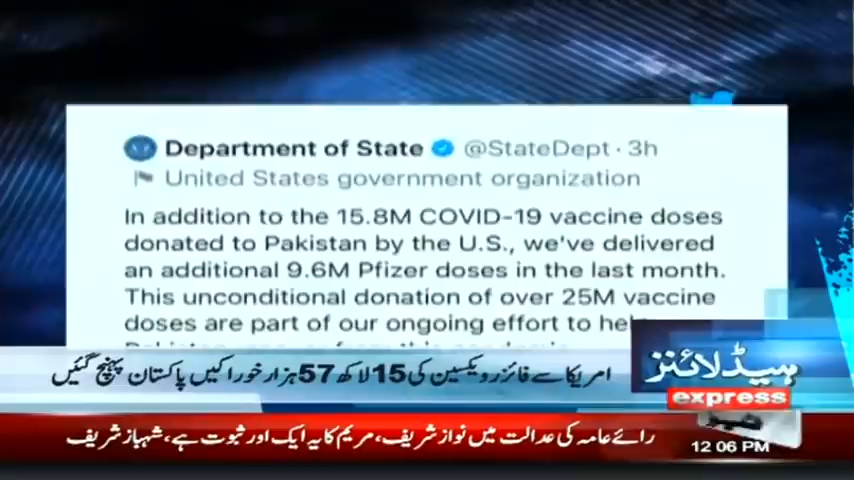 Department of State @StateDept · 3h
United States government organization
In addition to the 15.8M COVID-19 vaccine doses
donated to Pakistan by the U.S., we've delivered
an additional 9.6M Pfizer doses in the last month.
This unconditional donation of over 25M vaccine
doses are part of our ongoing effort to help
ہیڈلائنز
express
امریکا سے فائزر ویکسین کی 15 لاکھ 57 ہزار خوراکیں پاکستان پہنچ گئیں
رائے عامہ کی عدالت میں نواز شریف، مریم کا یہ ایک اور ثبوت ہے، شہباز شریف
12:06 PM